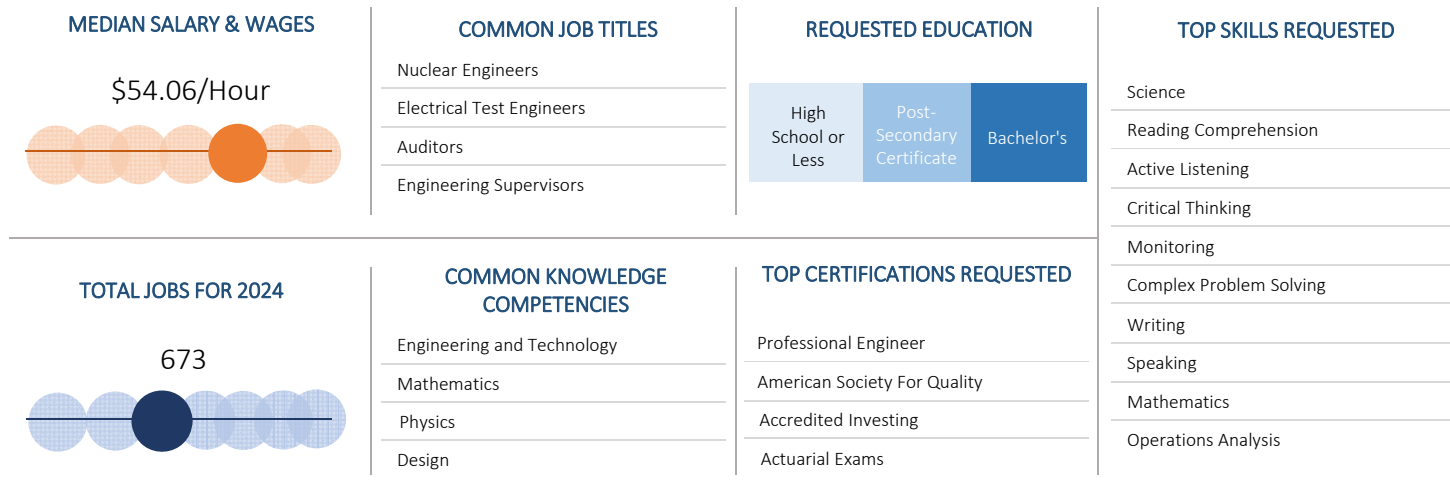 MEDIAN SALARY & WAGES
$54.06/Hour
COMMON JOB TITLES
Nuclear Engineers
Electrical Test Engineers
Auditors
Engineering Supervisors
REQUESTED EDUCATION
High
School or
Less
Post-
Secondary
Certificate
Bachelor's
TOP SKILLS REQUESTED
Science
Reading Comprehension
Active Listening
Critical Thinking
Monitoring
Complex Problem Solving
Writing
Speaking
Mathematics
Operations Analysis
TOTAL JOBS FOR 2024
673
COMMON KNOWLEDGE
COMPETENCIES
Engineering and Technology
Mathematics
Physics
Design
TOP CERTIFICATIONS REQUESTED
Professional Engineer
American Society For Quality
Accredited Investing
Actuarial Exams